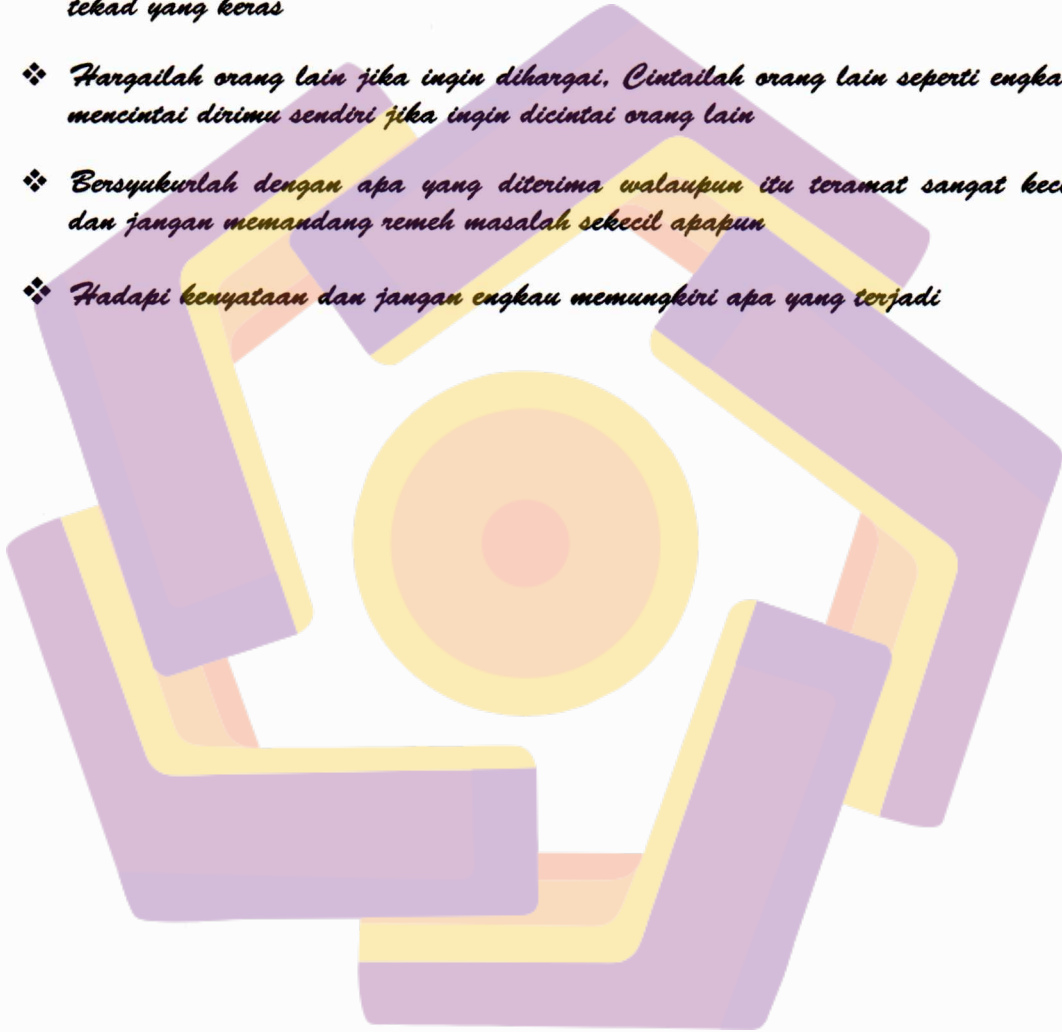 tekad yang keras
❖ Hargailah orang lain jika ingin dihargai, Cintailah orang lain seperti
mencintai dirimu sendiri jika ingin dicintai orang lain
❖ Bersyukurlah dengan apa yang diterima walaupun itu teramat sangat
dan jangan memandang remeh masalah sekecil apapun
❖ Hadapi kenyataan dan jangan engkau memungkiri apa yang terjadi